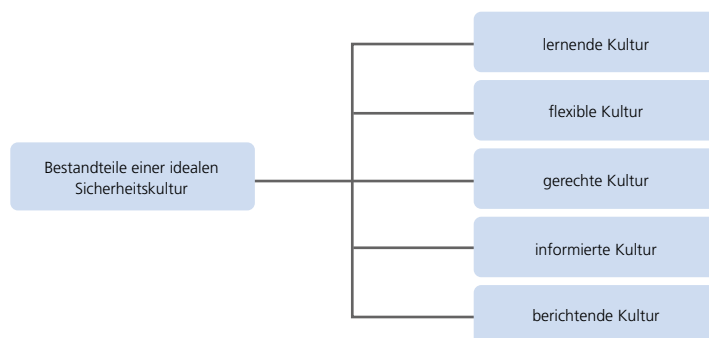 Bestandteile einer idealen
Sicherheitskultur
lernende Kultur
flexible Kultur
gerechte Kultur
informierte Kultur
berichtende Kultur